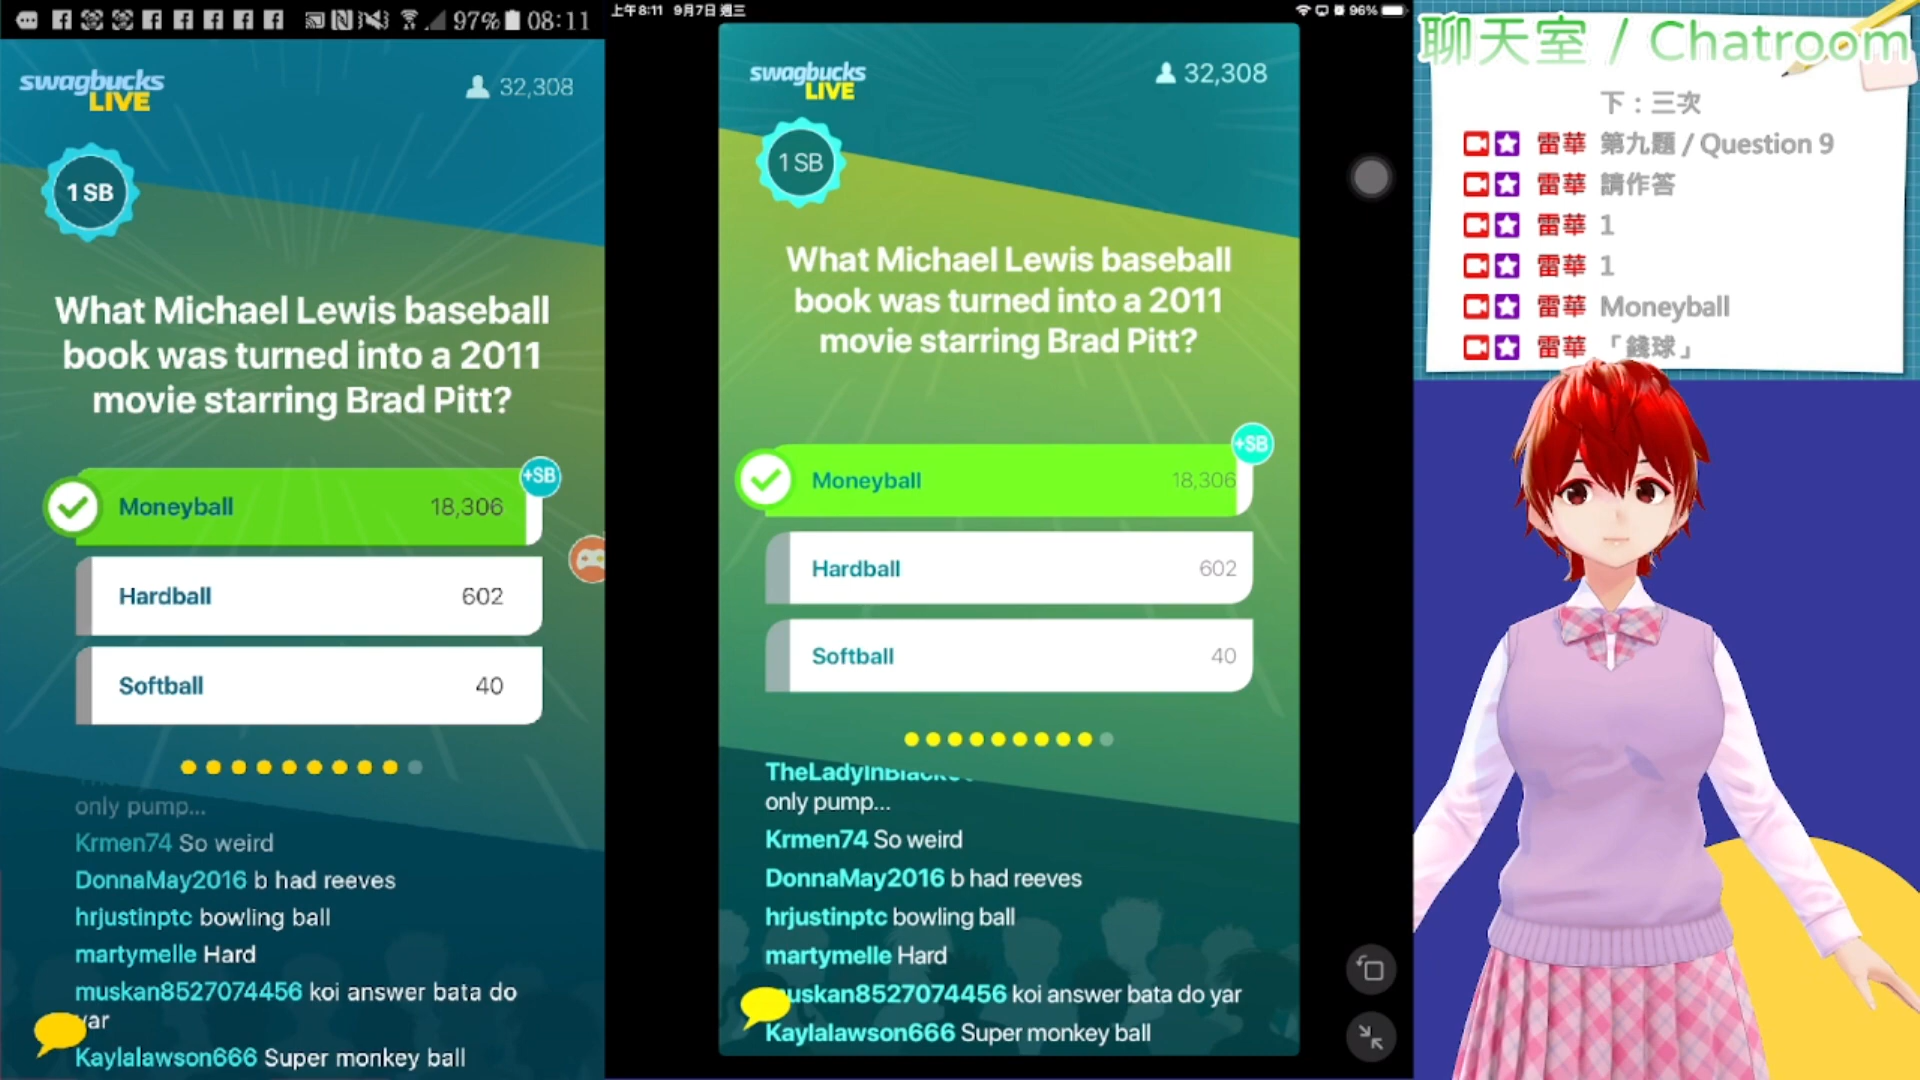 97% 08:11
swagbucks
LIVE
32,308
1 SB
What Michael Lewis baseball
book was turned into a 2011
movie starring Brad Pitt?
+SB
Moneyball 18,306
Hardball 602
Softball 40
only pump...
Krmen74 So weird
DonnaMay2016 b had reeves
hrjustinptc bowling ball
martymelle Hard
muskan8527074456 koi answer bata do
yar
Kaylalawson666 Super monkey ball
上午8:11 9月7日 週三
96%
swagbucks
LIVE
32,308
1 SB
What Michael Lewis baseball
book was turned into a 2011
movie starring Brad Pitt?
+SB
Moneyball 18,306
Hardball 602
Softball 40
only pump...
Krmen74 So weird
DonnaMay2016 b had reeves
hrjustinptc bowling ball
martymelle Hard
muskan8527074456 koi answer bata do yar
Kaylalawson666 Super monkey ball
聊天室 / Chatroom
下：三次
雷華 第九題 / Question 9
雷華 請作答
雷華 1
雷華 1
雷華 Moneyball
雷華 「錢球」